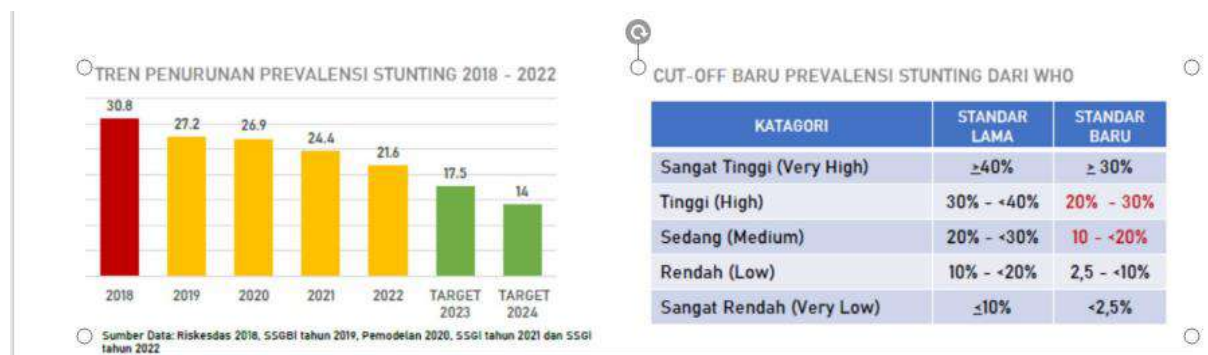 TREN PENURUNAN PREVALENSI STUNTING 2018 - 2022
30.8
27.2
26.9
24.4
21.6
17.5
14
2018 2019 2020 2021 2022 TARGET 2023 TARGET 2024
Sumber Data: Riskesdas 2018, SSGBI tahun 2019, Pemodelan 2020, SSGI tahun 2021 dan SSGI
tahun 2022
CUT-OFF BARU PREVALENSI STUNTING DARI WHO
KATAGORI STANDAR LAMA STANDAR BARU
Sangat Tinggi (Very High) ≥40% ≥ 30%
Tinggi (High) 30% - <40% 20% - 30%
Sedang (Medium) 20% - <30% 10 - <20%
Rendah (Low) 10% - <20% 2,5 - <10%
Sangat Rendah (Very Low) ≤10% <2,5%